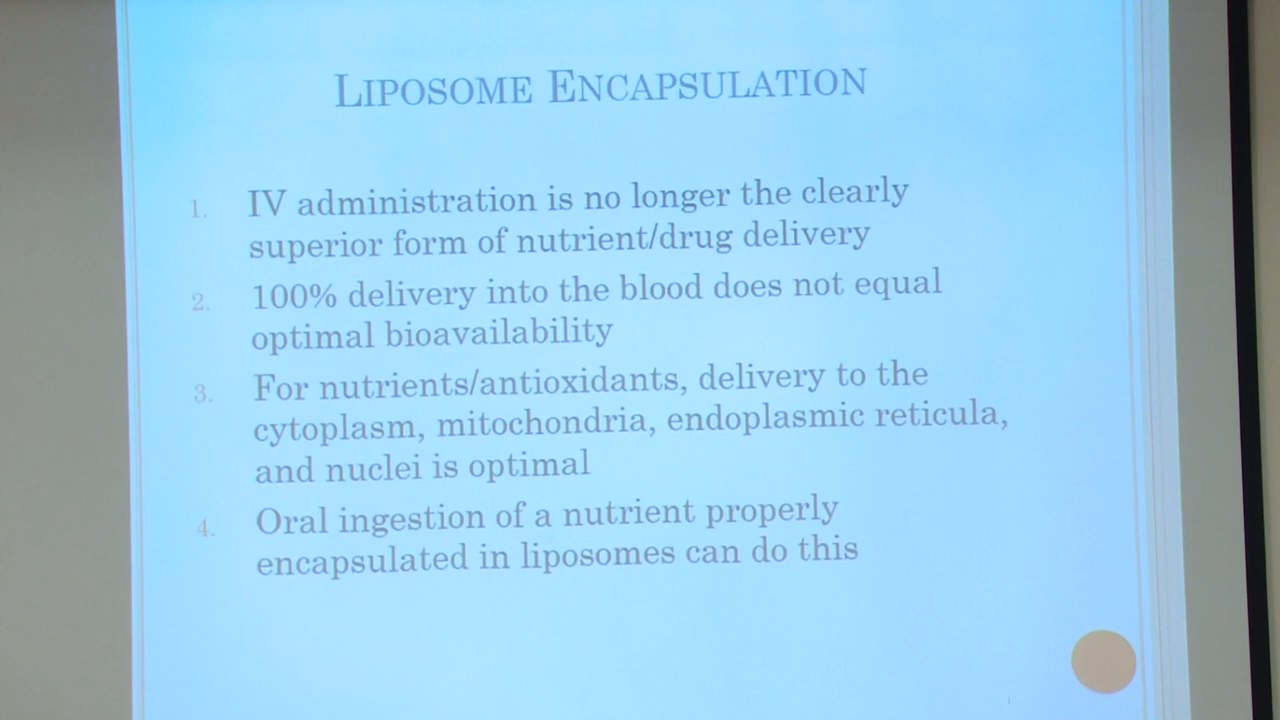 LIPOSOME ENCAPSULATION
1. IV administration is no longer the clearly
superior form of nutrient/drug delivery
2. 100% delivery into the blood does not equal
optimal bioavailability
3. For nutrients/antioxidants, delivery to the
cytoplasm, mitochondria, endoplasmic reticula,
and nuclei is optimal
4. Oral ingestion of a nutrient properly
encapsulated in liposomes can do this